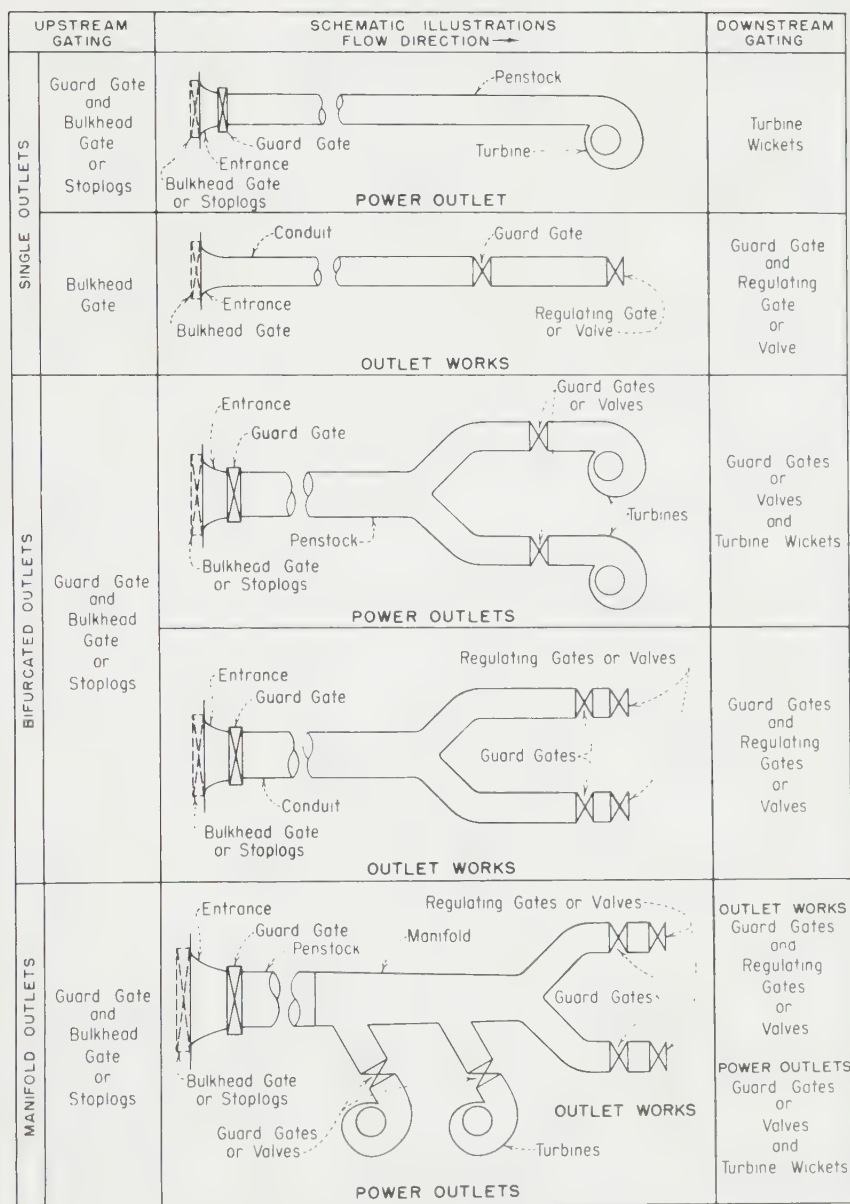 UPSTREAM
GATING
SCHEMATIC ILLUSTRATIONS
FLOW DIRECTION
DOWNSTREAM
GATING
SINGLE OUTLETS
Guard Gate
and
Bulkhead
Gate
or
Stoplogs
Penstock
Guard Gate
Entrance
Bulkhead Gate
or Stoplogs
Turbine
POWER OUTLET
Turbine
Wickets
Bulkhead
Gate
Conduit
Guard Gate
Entrance
Bulkhead Gate
Regulating Gate
or Valve
OUTLET WORKS
Guard Gate
and
Regulating
Gate
or
Valve
BIFURCATED OUTLETS
Guard Gate
and
Bulkhead
Gate
or
Stoplogs
Entrance
Guard Gate
Guard Gates
or Valves
Penstock
Turbines
Bulkhead Gate
or Stoplogs
POWER OUTLETS
Guard Gates
or
Valves
and
Turbine Wickets
Regulating Gates or Valves
Entrance
Guard Gate
Guard Gates
Conduit
Bulkhead Gate
or Stoplogs
OUTLET WORKS
Guard Gates
and
Regulating
Gates
or
Valves
MANIFOLD OUTLETS
Guard Gate
and
Bulkhead
Gate
or
Stoplogs
Regulating Gates or Valves
Entrance
Guard Gate
Penstock
Manifold
Guard Gates
Bulkhead Gate
or Stoplogs
OUTLET WORKS
Guard Gates
or Valves
Turbines
POWER OUTLETS
OUTLET WORKS
Guard Gates
and
Regulating
Gates
or
Valves
POWER OUTLETS
Guard Gates
or
Valves
and
Turbine Wickets